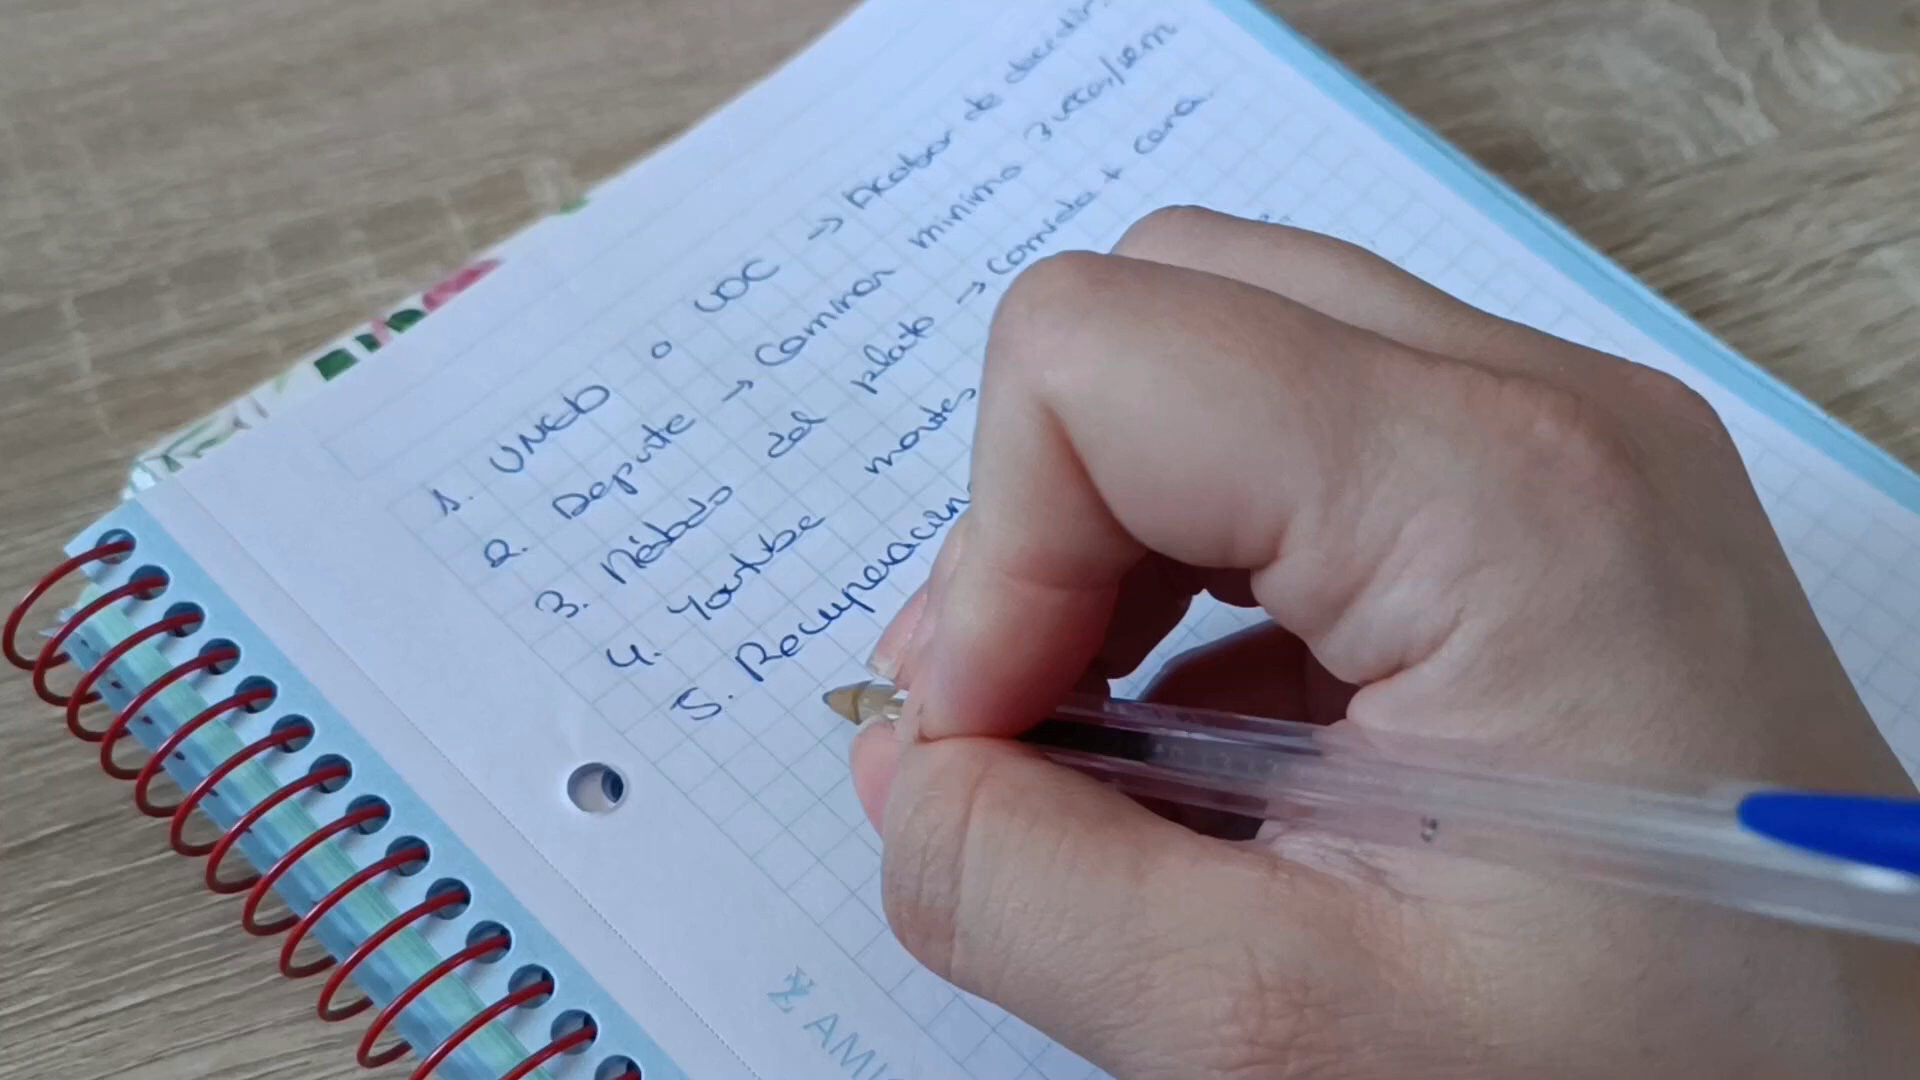 1. UNED o UOC → Acabar de decidir
2. Deporte → Caminar mínimo 3 veces/sem
3. Método del plato → comida + cena
4. Youtube martes
5. Recuperación
AMI